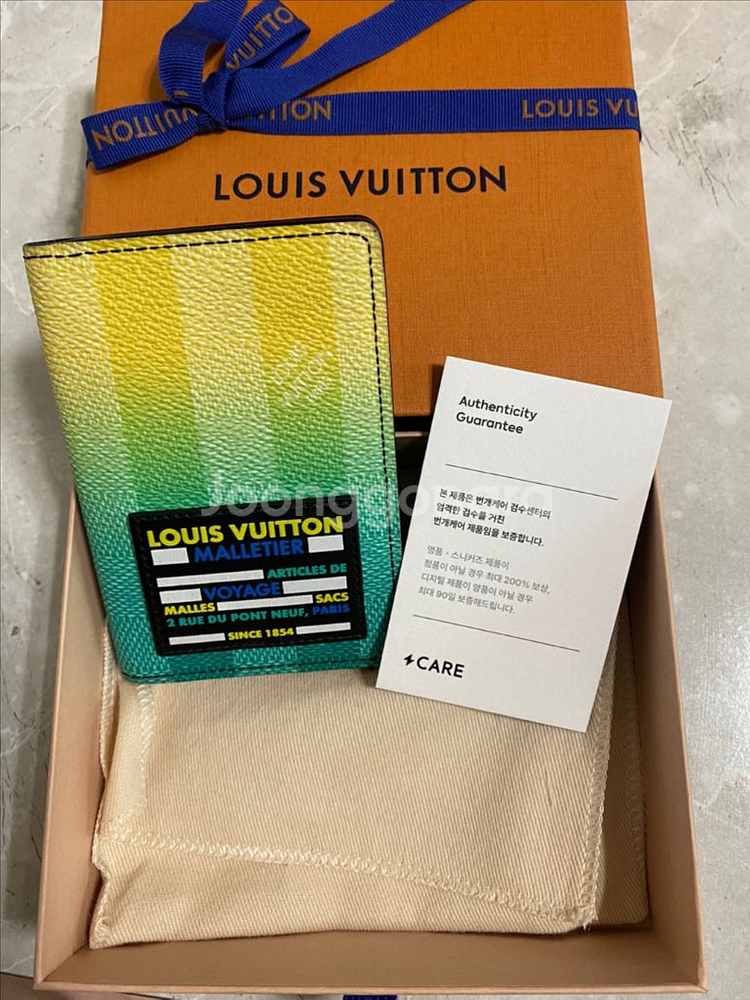 VUITTO
VUITTON
VUITTON
LOUIS VU
LOUIS VUITTON
LOUIS
VUITTON
Authenticity
Guarantee
본 제품은 번개케어 검수센터의
엄격한 검수를 거친
번개케어 제품임을 보증합니다.
명품 · 스니커즈 제품이
정품이 아닐 경우 최대 200% 보상,
디지털 제품이 양품이 아닐 경우
최대 90일 보증해드립니다.
CARE
Joonggonara
LOUIS VUITTON
MALLETIER
ARTICLES DE
VOYAGE
MALLES SACS
2 RUE DU PONT NEUF, PARIS
SINCE 1854